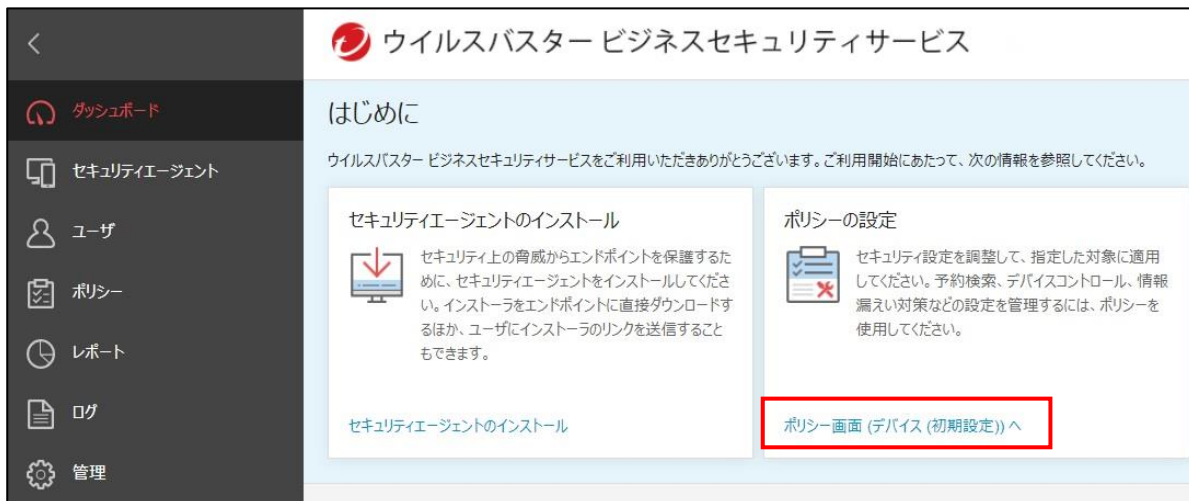 ウイルスバスター ビジネスセキュリティサービス
ダッシュボード
セキュリティエージェント
ユーザ
ポリシー
レポート
ログ
管理
はじめに
ウイルスバスター ビジネスセキュリティサービスをご利用いただきありがとうございます。ご利用開始にあたって、次の情報を参照してください。
セキュリティエージェントのインストール
セキュリティ上の脅威からエンドポイントを保護するた
めに、セキュリティエージェントをインストールしてくださ
い。インストーラをエンドポイントに直接ダウンロードす
るほか、ユーザにインストーラのリンクを送信すること
もできます。
セキュリティエージェントのインストール
ポリシーの設定
セキュリティ設定を調整して、指定した対象に適用
してください。予約検索、デバイスコントロール、情報
漏えい対策などの設定を管理するには、ポリシーを
使用してください。
ポリシー画面 (デバイス (初期設定)) へ